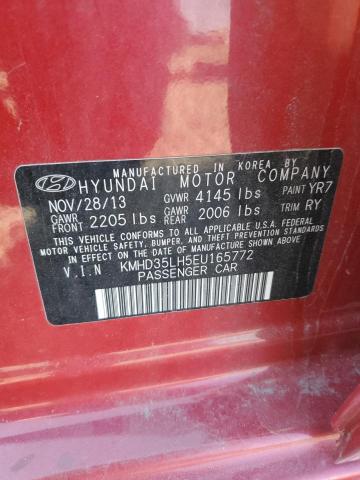 MANUFACTURED IN KOREA BY
HYUNDAI MOTOR COMPANY
NOV/28/13 GVWR 4145 lbs PAINT YR7
GAWR FRONT 2205 lbs GAWR REAR 2006 lbs TRIM RY
THIS VEHICLE CONFORMS TO ALL APPLICABLE U.S.A. FEDERAL
MOTOR VEHICLE SAFETY, BUMPER, AND THEFT PREVENTION STANDARDS
IN EFFECT ON THE DATE OF MANUFACTURE SHOWN ABOVE.
V.I.N KMHD35LH5EU165772
PASSENGER CAR